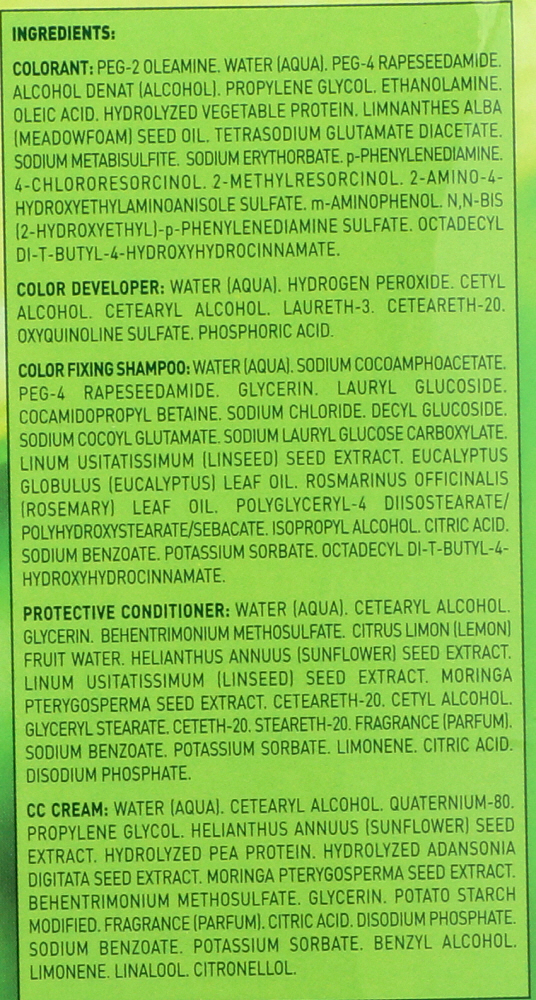 INGREDIENTS:
COLORANT: PEG-2 OLEAMINE. WATER (AQUA). PEG-4 RAPESEEDAMIDE.
ALCOHOL DENAT (ALCOHOL). PROPYLENE GLYCOL. ETHANOLAMINE.
OLEIC ACID. HYDROLYZED VEGETABLE PROTEIN. LIMNANTHES ALBA
(MEADOWFOAM) SEED OIL. TETRASODIUM GLUTAMATE DIACETATE.
SODIUM METABISULFITE. SODIUM ERYTHORBATE. p-PHENYLENEDIAMINE.
4-CHLORORESORCINOL. 2-METHYLRESORCINOL. 2-AMINO-4-
HYDROXYETHYLAMINOANISOLE SULFATE. m-AMINOPHENOL. N,N-BIS
(2-HYDROXYETHYL)-p-PHENYLENEDIAMINE SULFATE. OCTADECYL
DI-T-BUTYL-4-HYDROXYHYDROCINNAMATE.
COLOR DEVELOPER: WATER (AQUA). HYDROGEN PEROXIDE. CETYL
ALCOHOL. CETEARYL ALCOHOL. LAURETH-3. CETEARETH-20.
OXYQUINOLINE SULFATE. PHOSPHORIC ACID.
COLOR FIXING SHAMPOO: WATER (AQUA). SODIUM COCOAMPHOACETATE.
PEG-4 RAPESEEDAMIDE. GLYCERIN. LAURYL GLUCOSIDE.
COCAMIDOPROPYL BETAINE. SODIUM CHLORIDE. DECYL GLUCOSIDE.
SODIUM COCOYL GLUTAMATE. SODIUM LAURYL GLUCOSE CARBOXYLATE.
LINUM USITATISSIMUM (LINSEED) SEED EXTRACT. EUCALYPTUS
GLOBULUS (EUCALYPTUS) LEAF OIL. ROSMARINUS OFFICINALIS
(ROSEMARY) LEAF OIL. POLYGLYCERYL-4 DIISOSTEARATE/
POLYHYDROXYSTEARATE/SEBACATE. ISOPROPYL ALCOHOL. CITRIC ACID.
SODIUM BENZOATE. POTASSIUM SORBATE. OCTADECYL DI-T-BUTYL-4-
HYDROXYHYDROCINNAMATE.
PROTECTIVE CONDITIONER: WATER (AQUA). CETEARYL ALCOHOL.
GLYCERIN. BEHENTRIMONIUM METHOSULFATE. CITRUS LIMON (LEMON)
FRUIT WATER. HELIANTHUS ANNUUS (SUNFLOWER) SEED EXTRACT.
LINUM USITATISSIMUM (LINSEED) SEED EXTRACT. MORINGA
PTERYGOSPERMA SEED EXTRACT. CETEARETH-20. CETYL ALCOHOL.
GLYCERYL STEARATE. CETETH-20. STEARETH-20. FRAGRANCE (PARFUM).
SODIUM BENZOATE. POTASSIUM SORBATE. LIMONENE. CITRIC ACID.
DISODIUM PHOSPHATE.
CC CREAM: WATER (AQUA). CETEARYL ALCOHOL. QUATERNIUM-80.
PROPYLENE GLYCOL. HELIANTHUS ANNUUS (SUNFLOWER) SEED
EXTRACT. HYDROLYZED PEA PROTEIN. HYDROLYZED ADANSONIA
DIGITATA SEED EXTRACT. MORINGA PTERYGOSPERMA SEED EXTRACT.
BEHENTRIMONIUM METHOSULFATE. GLYCERIN. POTATO STARCH
MODIFIED. FRAGRANCE (PARFUM). CITRIC ACID. DISODIUM PHOSPHATE.
SODIUM BENZOATE. POTASSIUM SORBATE. BENZYL ALCOHOL.
LIMONENE. LINALOOL. CITRONELLOL.